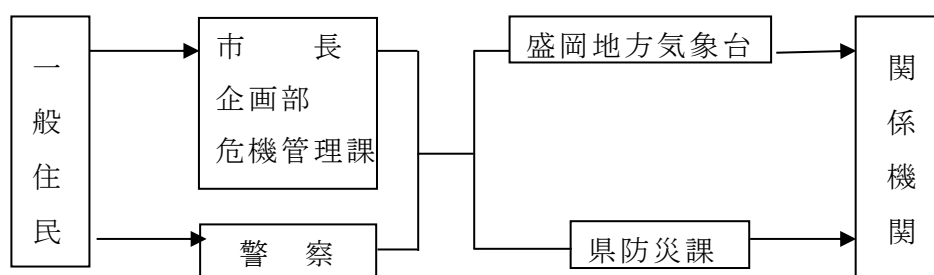 一般住民
市　　長
企画部
危機管理課
警　察
盛岡地方気象台
県防災課
関係機関